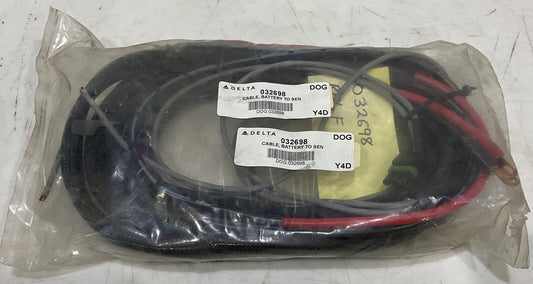 DELTA
DOG
032698
CABLE, BATTERY TO SEN
DOG 032698
Y4D
DELTA
DOG
032698
CABLE, BATTERY TO SEN
DOG 032698
Y4D
032698